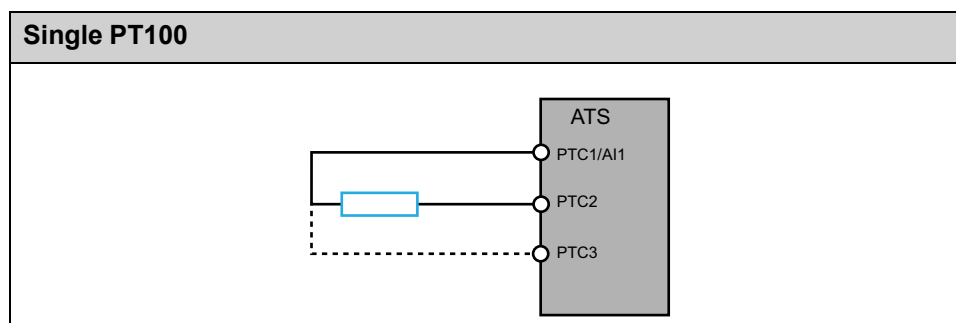 Single PT100
ATS
PTC1/AI1
PTC2
PTC3